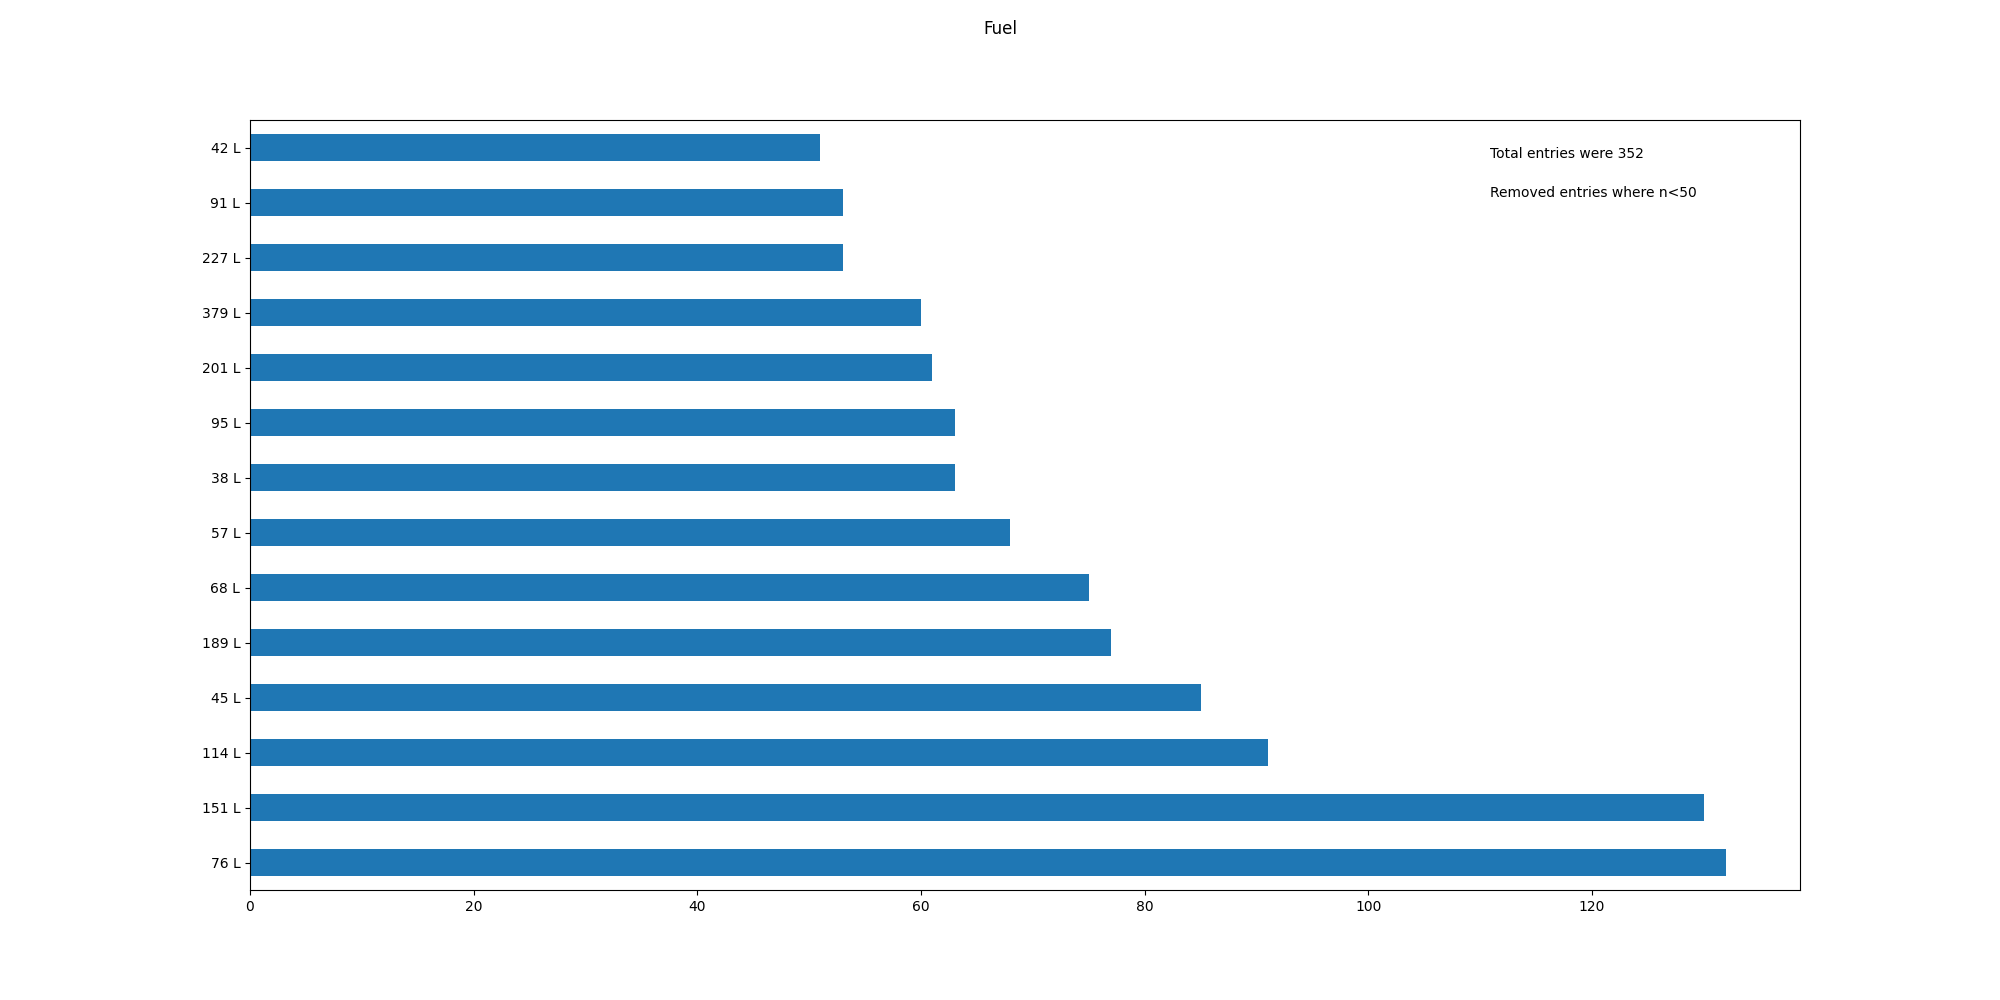 Fuel
42 L
Total entries were 352
91 L
Removed entries where n<50
227 L
379 L
201 L
95 L
38 L
57 L
68 L
189 L
45 L
114 L
151 L
76 L
0 20 40 60 80 100 120